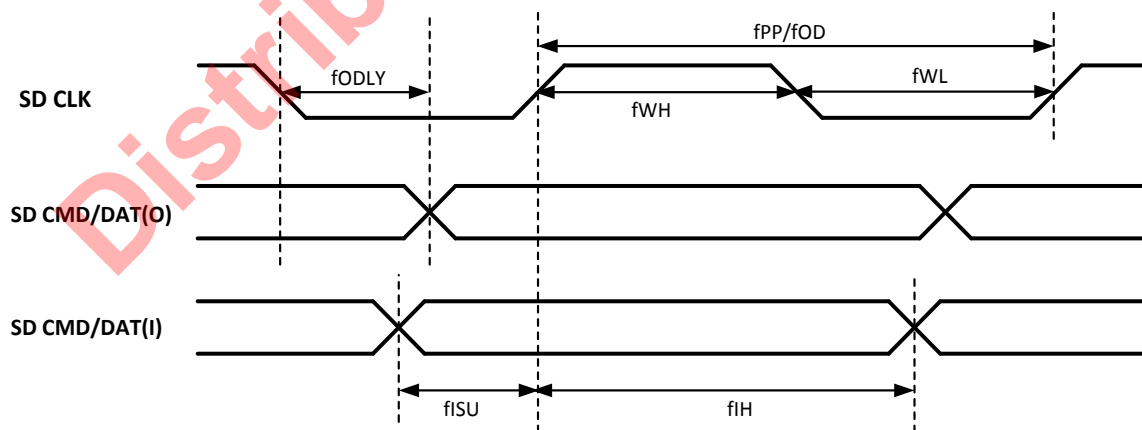 Distrib
fPP/fOD
SD CLK
fODLY
fWH
fWL
SD CMD/DAT(O)
SD CMD/DAT(I)
fISU
fIH